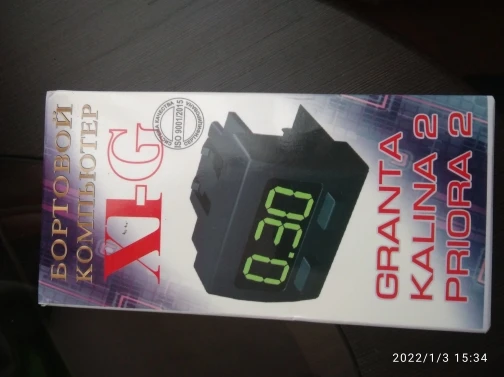 БОРТОВОЙ
КОМПЬЮТЕР
X1-G
ISO 9001/2015
0.30
GRANTA
KALINA 2
PRIORA 2
2022/1/3 15:34